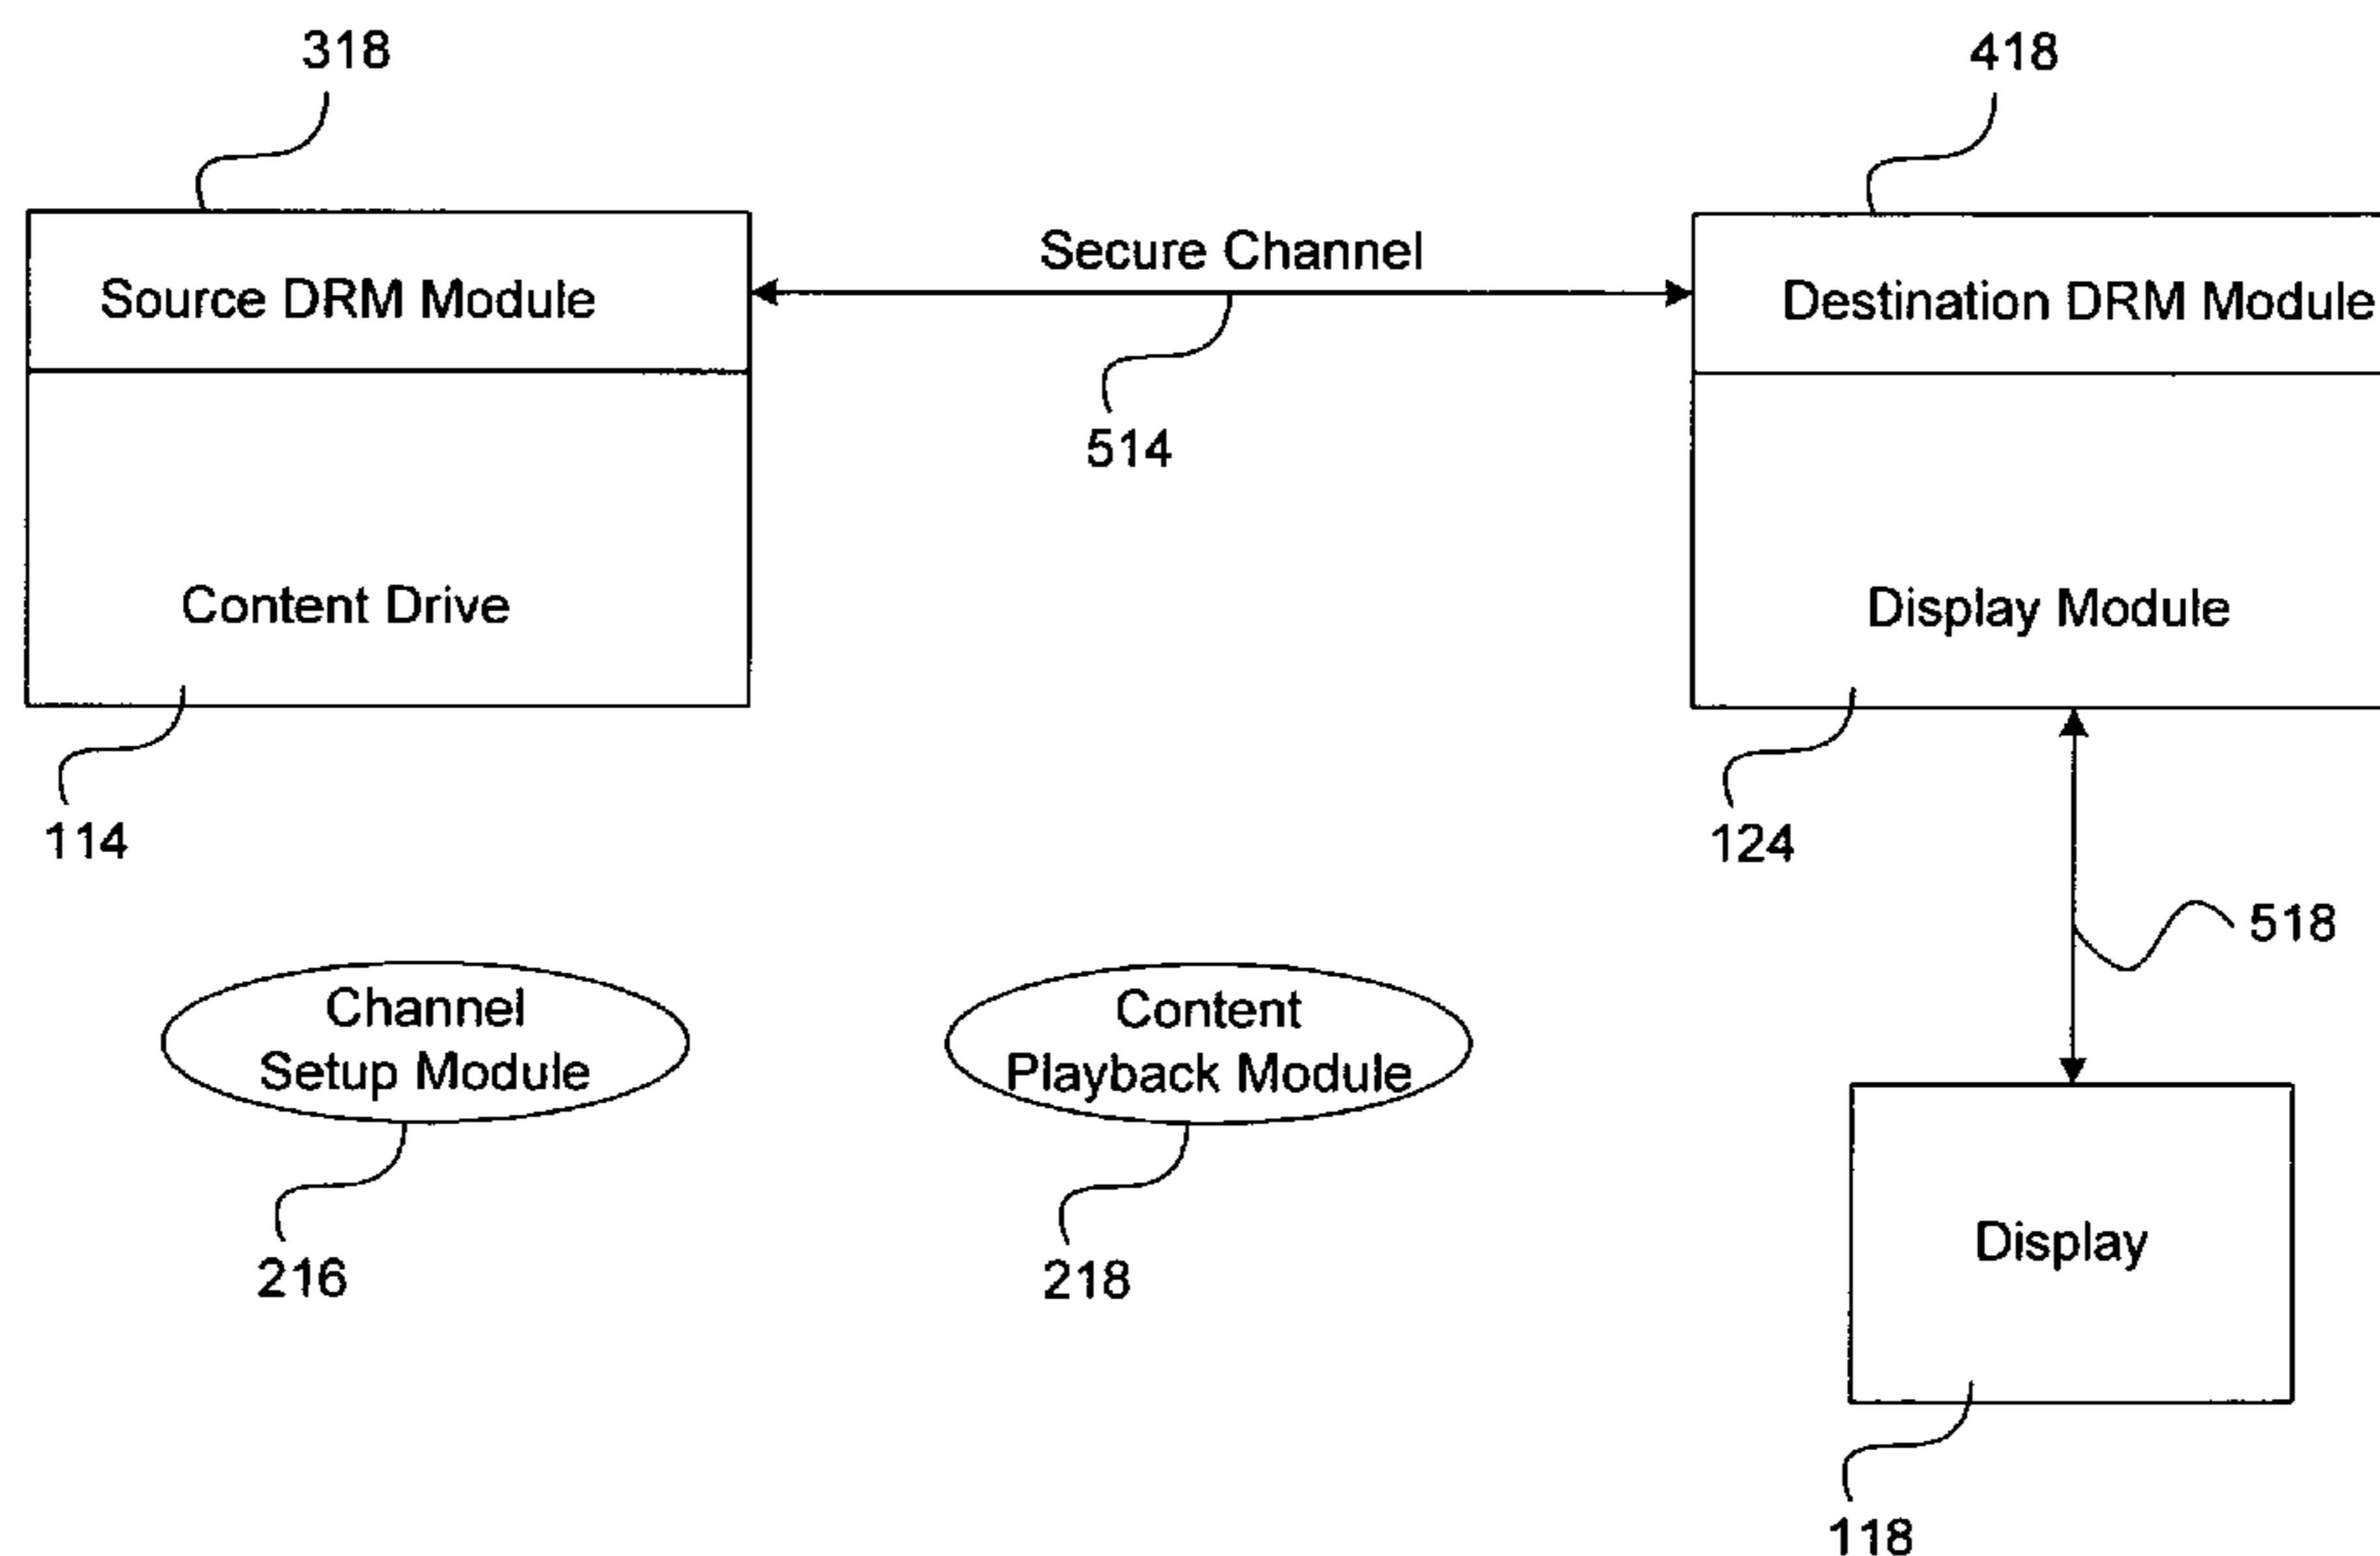 318
418
Secure Channel
Source DRM Module
Destination DRM Module
514
Content Drive
Display Module
114
124
518
Channel
Setup Module
Content
Playback Module
216
218
Display
118